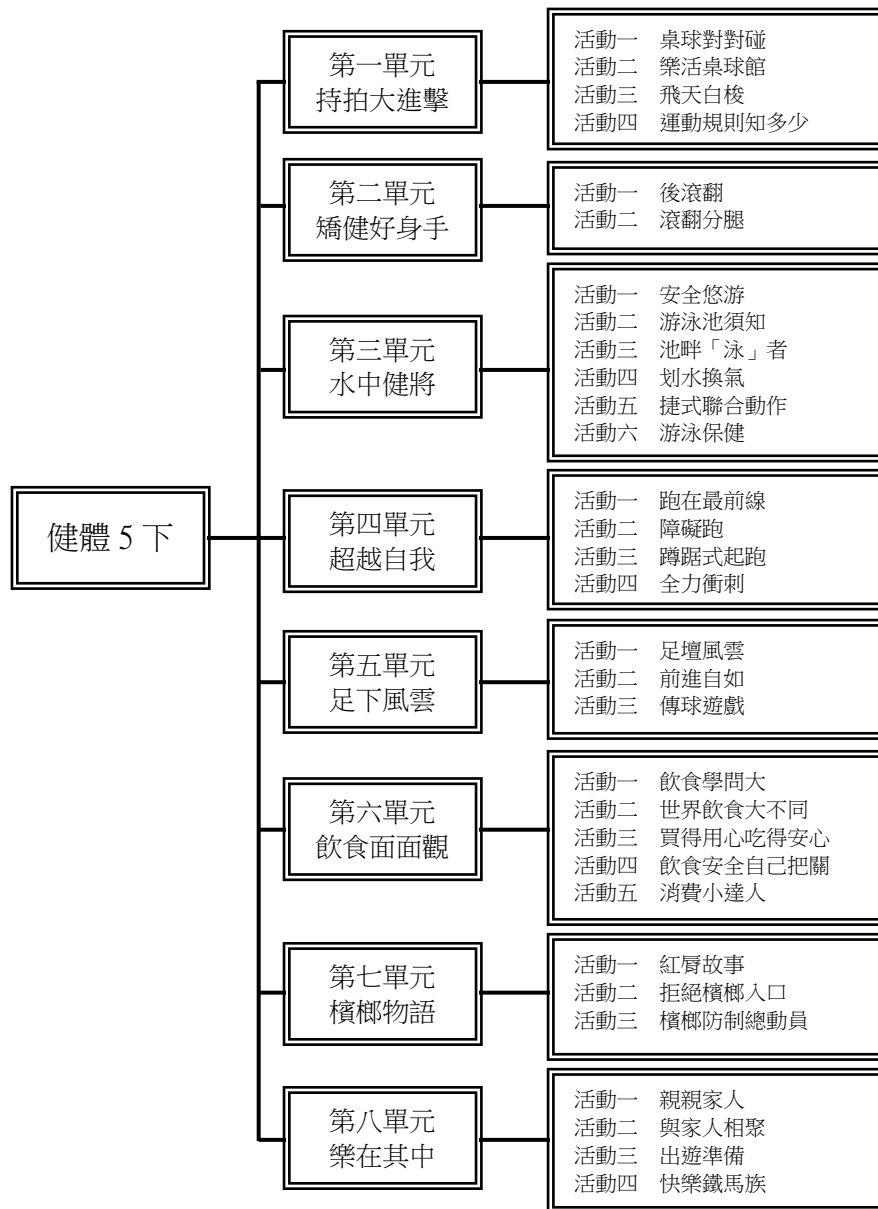 健體 5 下
第一單元
持拍大進擊
活動一 桌球對對碰
活動二 樂活桌球館
活動三 飛天白梭
活動四 運動規則知多少
第二單元
矯健好身手
活動一 後滾翻
活動二 滾翻分腿
第三單元
水中健將
活動一 安全悠游
活動二 游泳池須知
活動三 池畔「泳」者
活動四 划水換氣
活動五 捷式聯合動作
活動六 游泳保健
第四單元
超越自我
活動一 跑在最前線
活動二 障礙跑
活動三 蹲踞式起跑
活動四 全力衝刺
第五單元
足下風雲
活動一 足壇風雲
活動二 前進自如
活動三 傳球遊戲
第六單元
飲食面面觀
活動一 飲食學問大
活動二 世界飲食大不同
活動三 買得用心吃得安心
活動四 飲食安全自己把關
活動五 消費小達人
第七單元
檳榔物語
活動一 紅唇故事
活動二 拒絕檳榔入口
活動三 檳榔防制總動員
第八單元
樂在其中
活動一 親親家人
活動二 與家人相聚
活動三 出遊準備
活動四 快樂鐵馬族